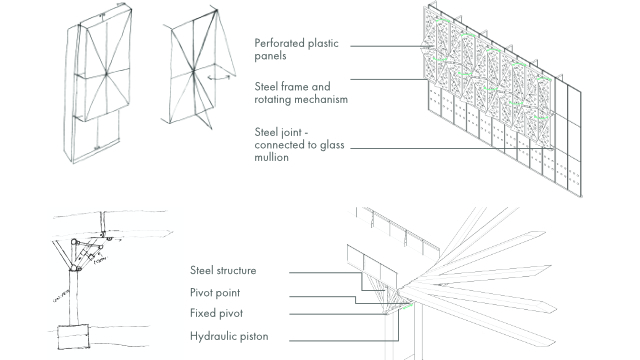 Perforated plastic
panels
Steel frame and
rotating mechanism
Steel joint -
connected to glass
mullion
Steel structure
Pivot point
Fixed pivot
Hydraulic piston